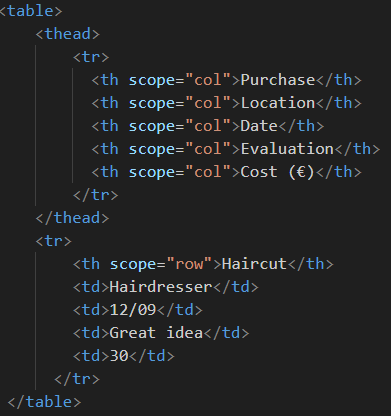 <table>
<thead>
<tr>
<th scope="col">Purchase</th>
<th scope="col">Location</th>
<th scope="col">Date</th>
<th scope="col">Evaluation</th>
<th scope="col">Cost (€)</th>
</tr>
</thead>
<tr>
<th scope="row">Haircut</th>
<td>Hairdresser</td>
<td>12/09</td>
<td>Great idea</td>
<td>30</td>
</tr>
</table>